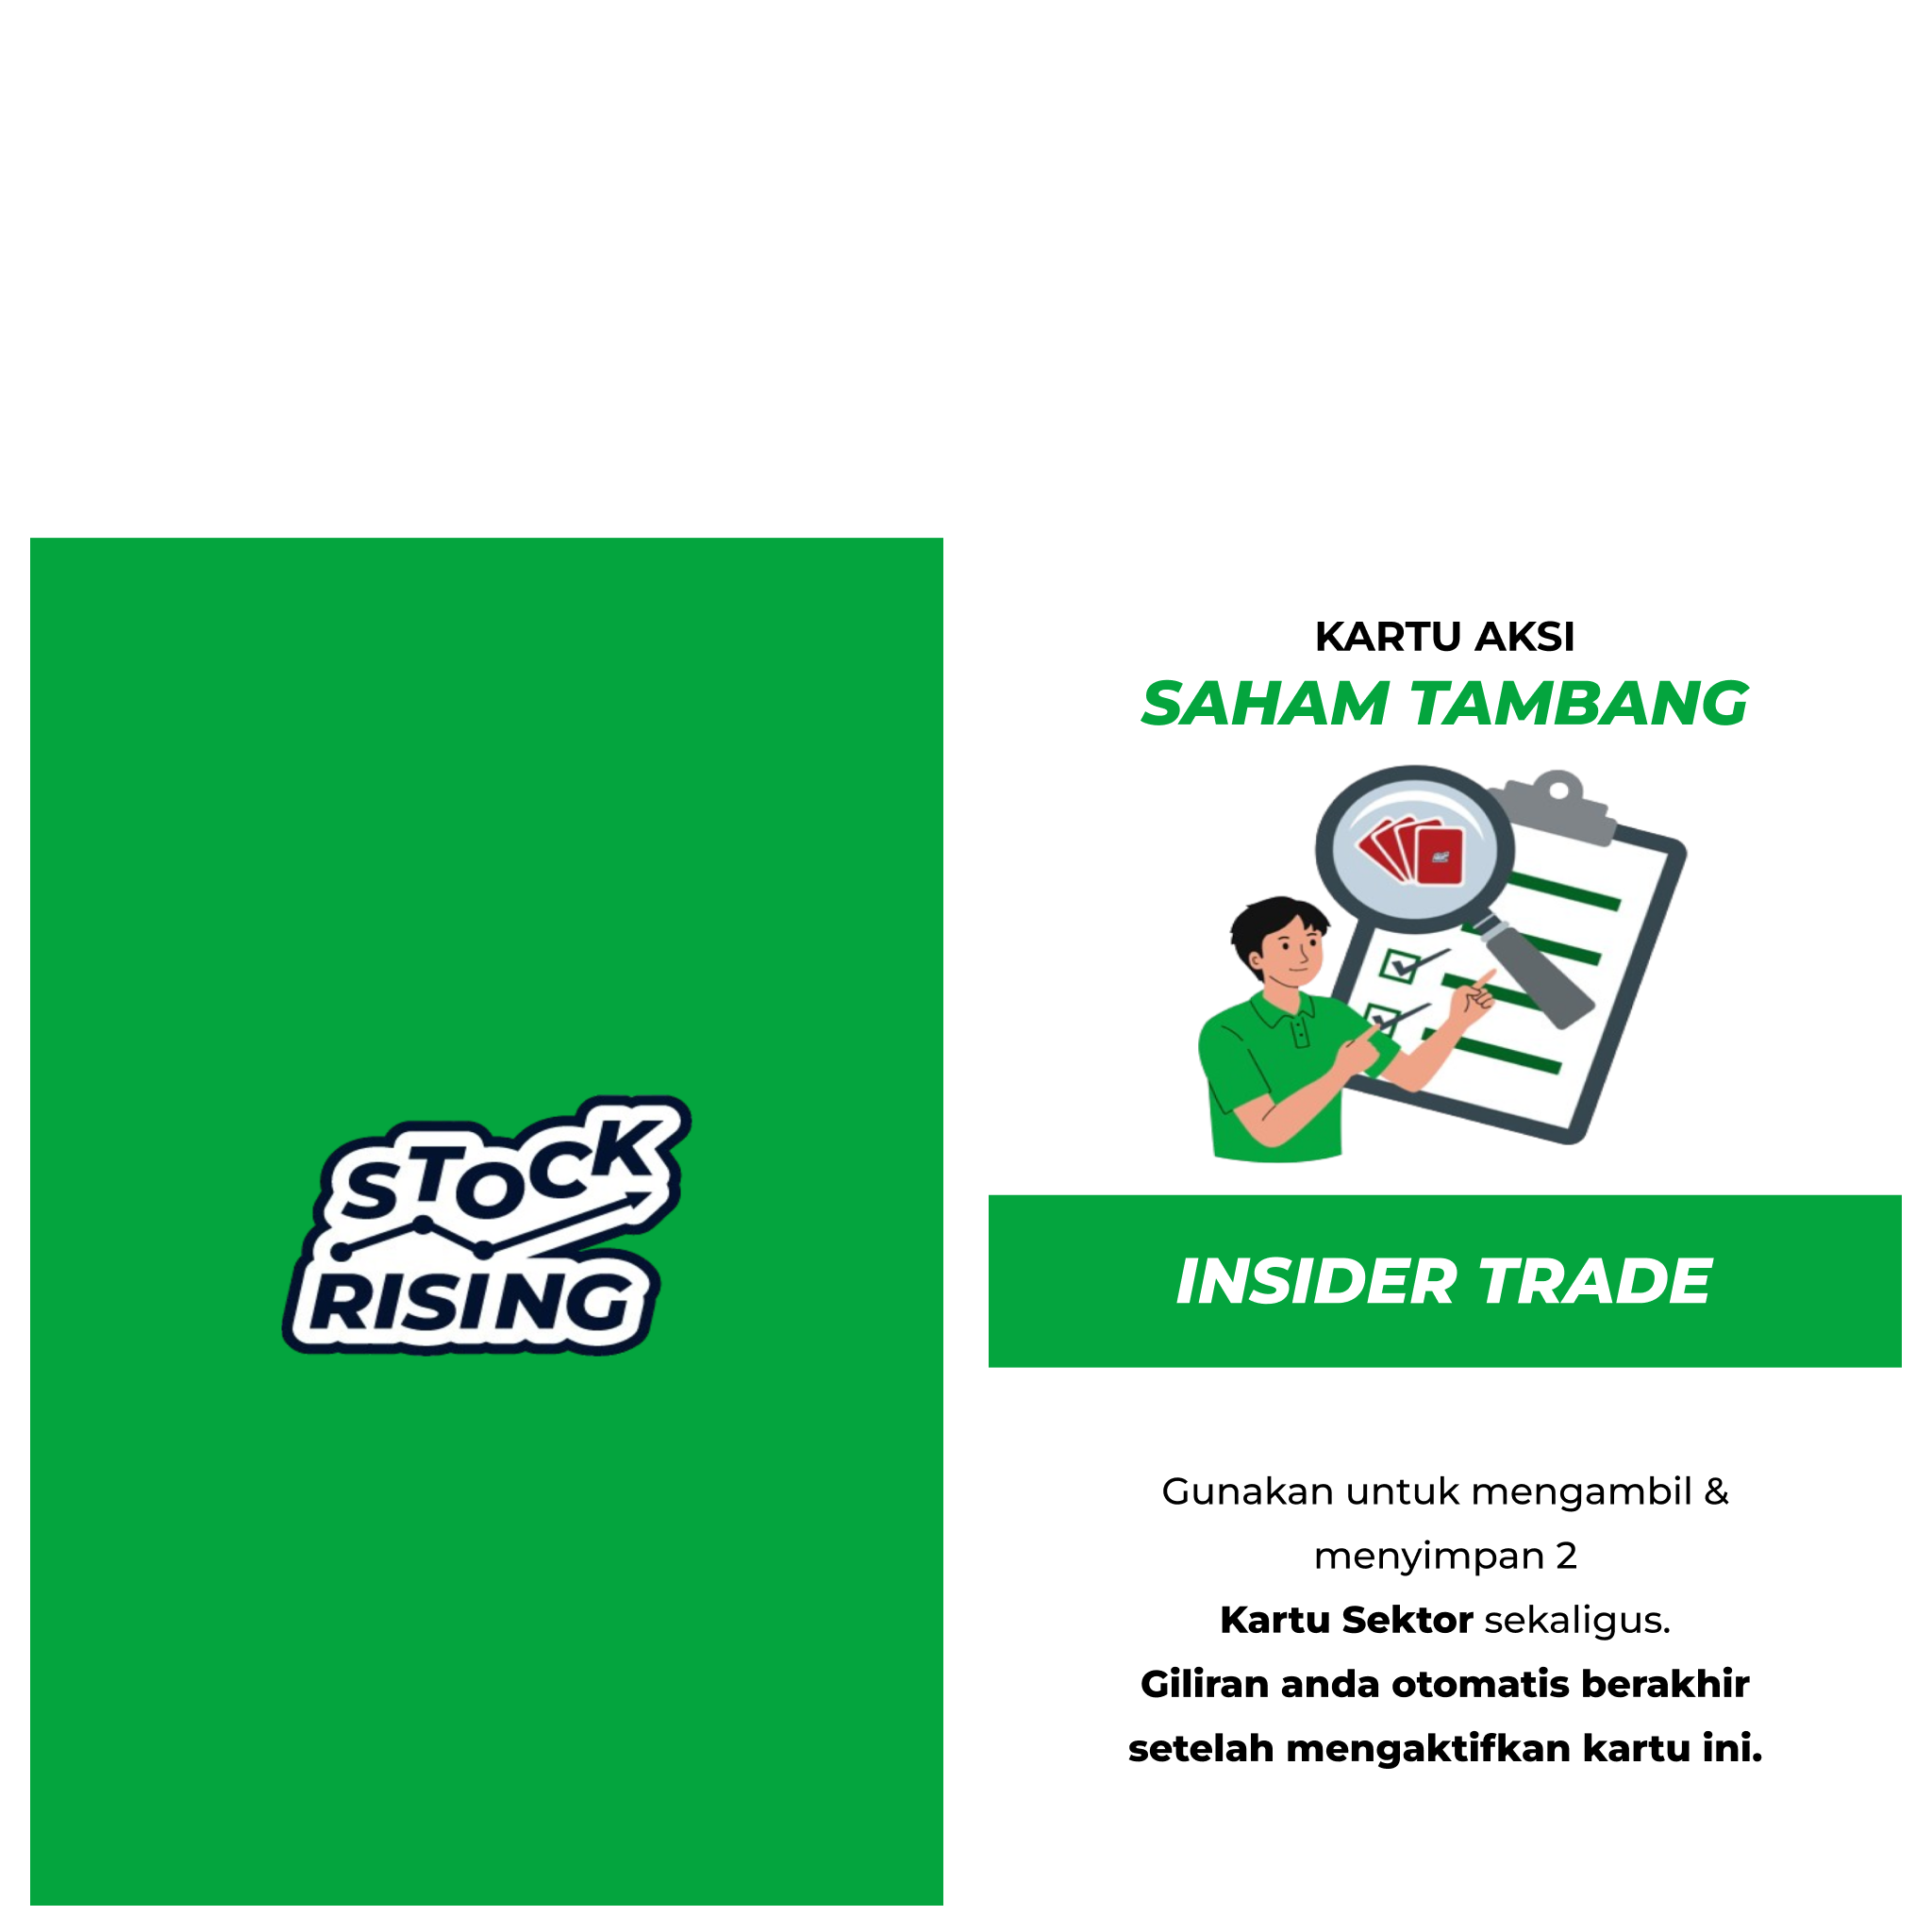 STOCK
RISING
KARTU AKSI
SAHAM TAMBANG
INSIDER TRADE
Gunakan untuk mengambil &
menyimpan 2
Kartu Sektor sekaligus.
Giliran anda otomatis berakhir
setelah mengaktifkan kartu ini.